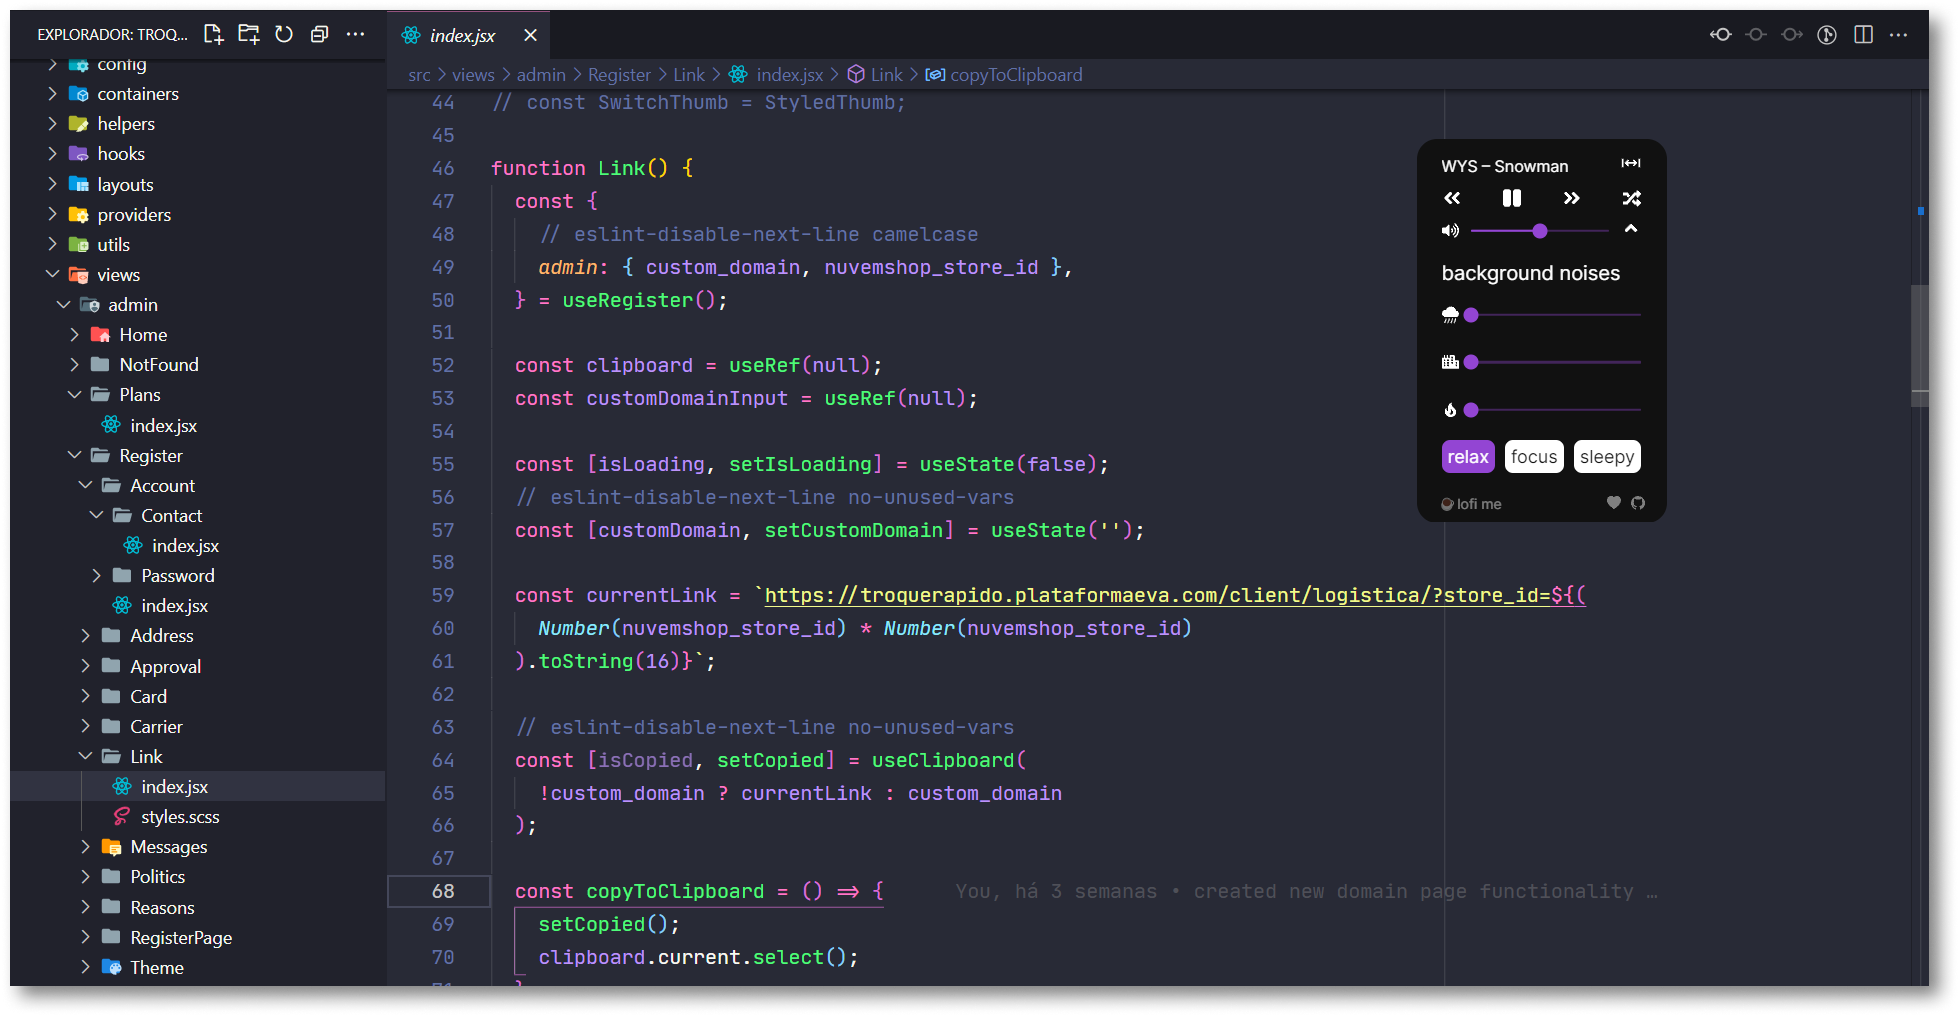 EXPLORADOR: TROQ...
config
containers
helpers
hooks
layouts
providers
utils
views
admin
Home
NotFound
Plans
index.jsx
Register
Account
Contact
index.jsx
Password
index.jsx
Address
Approval
Card
Carrier
Link
index.jsx
styles.scss
Messages
Politics
Reasons
RegisterPage
Theme
index.jsx
src > views > admin > Register > Link > index.jsx > Link > copyToClipboard
44 // const SwitchThumb = StyledThumb;
45
46 function Link() {
47 const {
48 // eslint-disable-next-line camelcase
49 admin: { custom_domain, nuvemshop_store_id },
50 } = useRegister();
51
52 const clipboard = useRef(null);
53 const customDomainInput = useRef(null);
54
55 const [isLoading, setIsLoading] = useState(false);
56 // eslint-disable-next-line no-unused-vars
57 const [customDomain, setCustomDomain] = useState('');
58
59 const currentLink = `https://troquerapido.plataformaeva.com/client/logistica/?store_id=${(
60 Number(nuvemshop_store_id) * Number(nuvemshop_store_id)
61 ).toString(16)}`;
62
63 // eslint-disable-next-line no-unused-vars
64 const [isCopied, setCopied] = useClipboard(
65 !custom_domain ? currentLink : custom_domain
66 );
67
68 const copyToClipboard = () => { You, há 3 semanas • created new domain page functionality …
69 setCopied();
70 clipboard.current.select();
WYS – Snowman
background noises
relax focus sleepy
lofi me